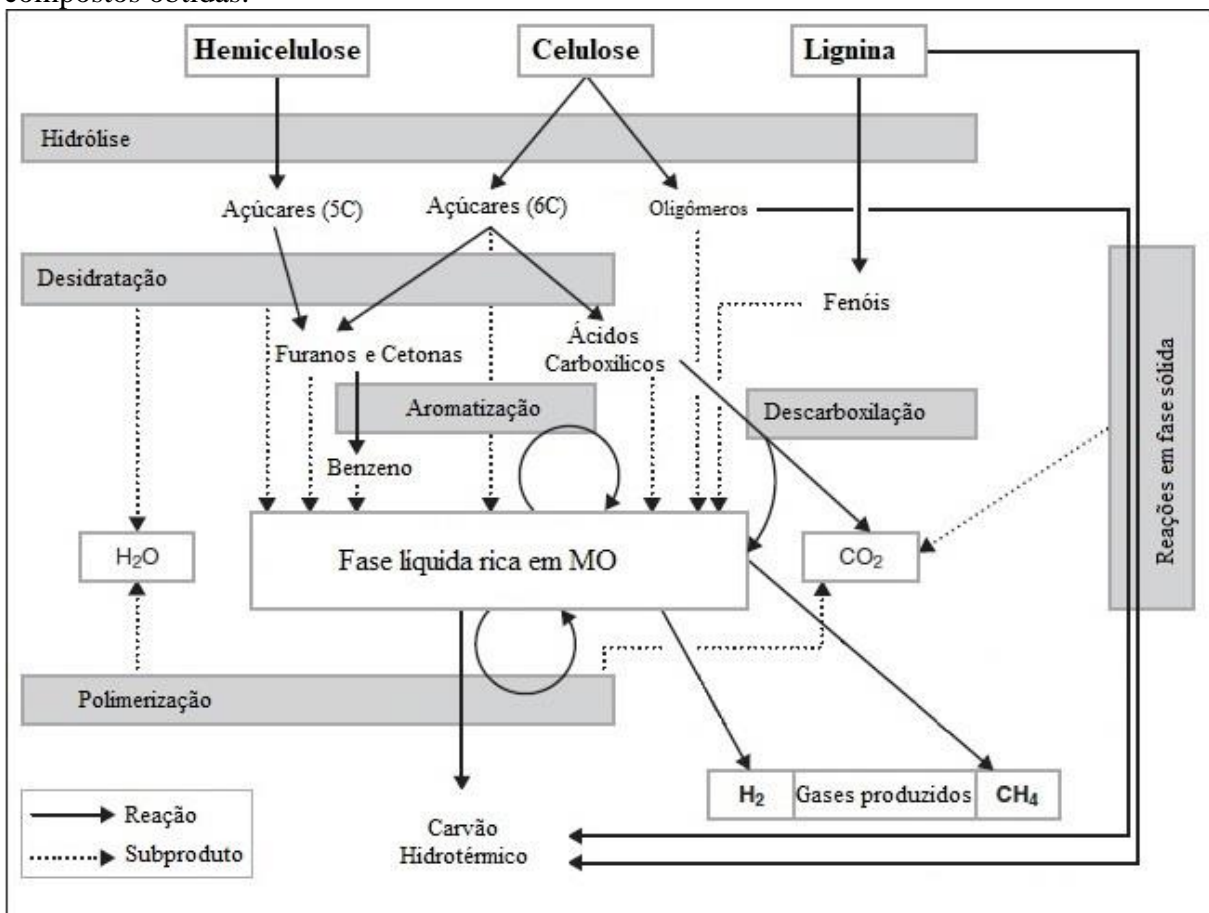 compostos obtidas.
Hemicelulose
Celulose
Lignina
Hidrólise
Açúcares (5C)
Açúcares (6C)
Oligômeros
Desidratação
Fenóis
Furanos e Cetonas
Ácidos
Carboxílicos
Aromatização
Descarboxilação
Benzeno
Reações em fase sólida
H₂O
Fase líquida rica em MO
CO₂
Polimerização
H₂
Gases produzidos
CH₄
Reação
Subproduto
Carvão
Hidrotérmico